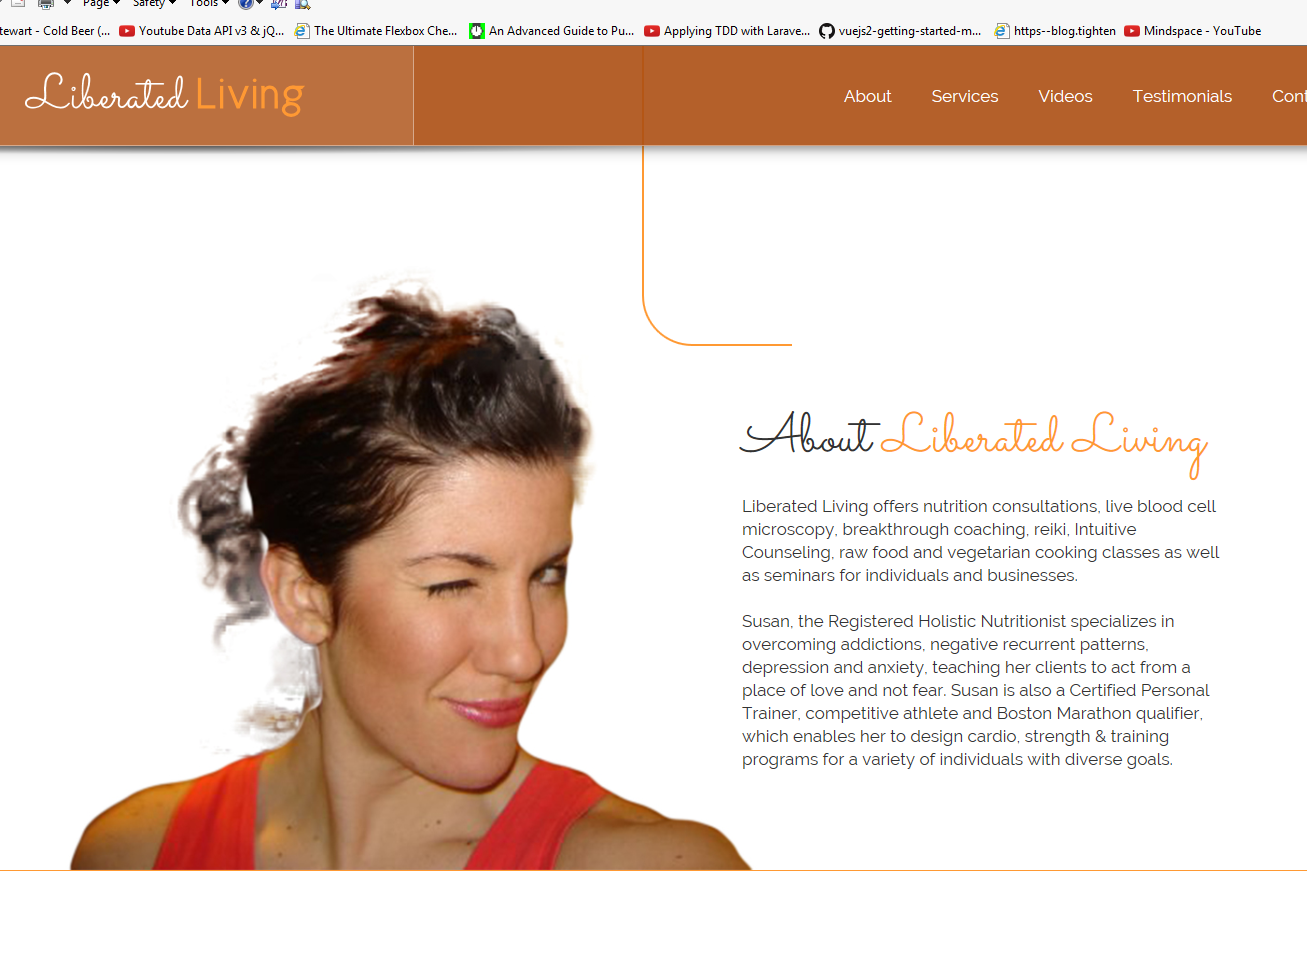 Page Safety Tools
tewart - Cold Beer (... Youtube Data API v3 & jQ... The Ultimate Flexbox Che... An Advanced Guide to Pu... Applying TDD with Larave... vuejs2-getting-started-m... https--blog.tighten Mindspace - YouTube
Liberated Living About Services Videos Testimonials Cont
About Liberated Living
Liberated Living offers nutrition consultations, live blood cell
microscopy, breakthrough coaching, reiki, Intuitive
Counseling, raw food and vegetarian cooking classes as well
as seminars for individuals and businesses.
Susan, the Registered Holistic Nutritionist specializes in
overcoming addictions, negative recurrent patterns,
depression and anxiety, teaching her clients to act from a
place of love and not fear. Susan is also a Certified Personal
Trainer, competitive athlete and Boston Marathon qualifier,
which enables her to design cardio, strength & training
programs for a variety of individuals with diverse goals.